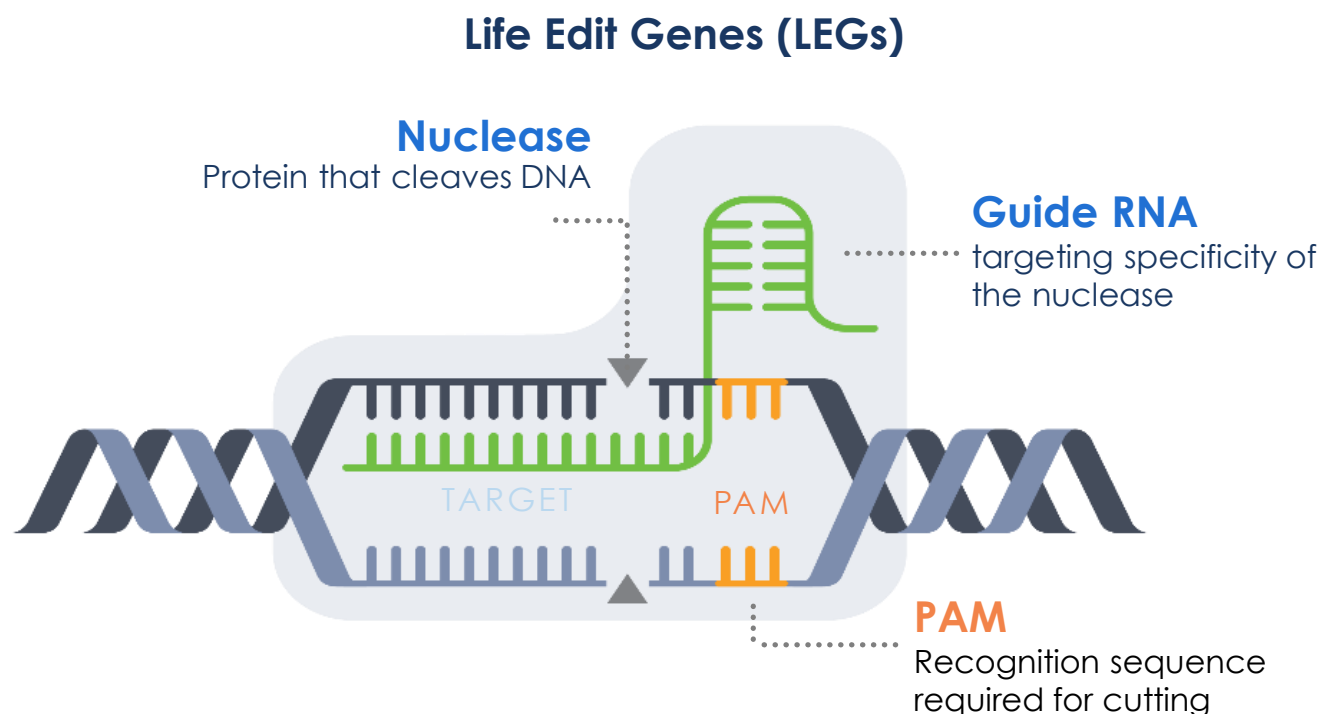 Life Edit Genes (LEGs)
Nuclease
Protein that cleaves DNA
Guide RNA
targeting specificity of
the nuclease
TARGET
PAM
PAM
Recognition sequence
required for cutting